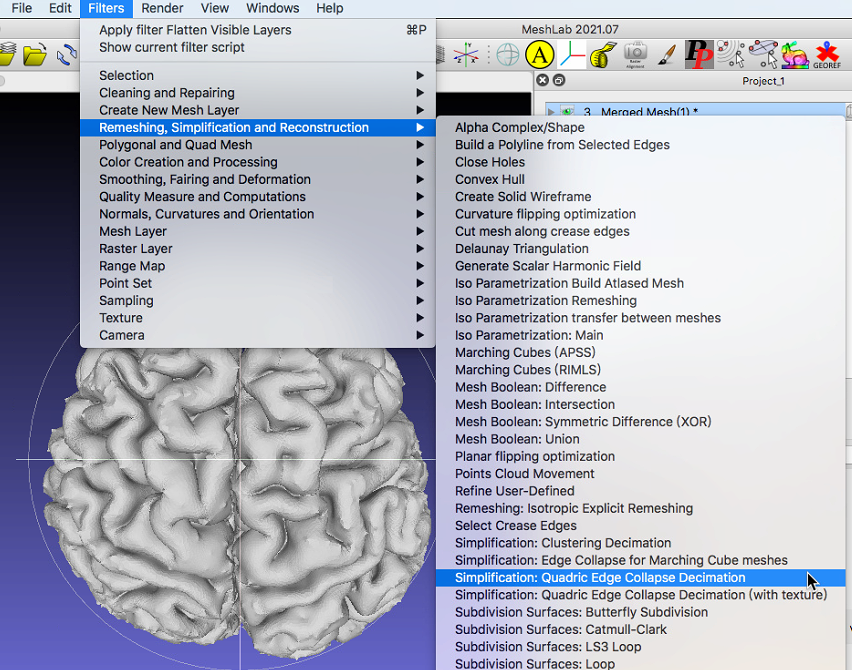 File Edit Filters Render View Windows Help
MeshLab 2021.07
Apply filter Flatten Visible Layers ⌘P
Show current filter script
A
PP
GEOREF
Project_1
3 Merged Mesh(1) *
Selection
Cleaning and Repairing
Create New Mesh Layer
Remeshing, Simplification and Reconstruction
Polygonal and Quad Mesh
Color Creation and Processing
Smoothing, Fairing and Deformation
Quality Measure and Computations
Normals, Curvatures and Orientation
Mesh Layer
Raster Layer
Range Map
Point Set
Sampling
Texture
Camera
Alpha Complex/Shape
Build a Polyline from Selected Edges
Close Holes
Convex Hull
Create Solid Wireframe
Curvature flipping optimization
Cut mesh along crease edges
Delaunay Triangulation
Generate Scalar Harmonic Field
Iso Parametrization Build Atlased Mesh
Iso Parametrization Remeshing
Iso Parametrization transfer between meshes
Iso Parametrization: Main
Marching Cubes (APSS)
Marching Cubes (RIMLS)
Mesh Boolean: Difference
Mesh Boolean: Intersection
Mesh Boolean: Symmetric Difference (XOR)
Mesh Boolean: Union
Planar flipping optimization
Points Cloud Movement
Refine User-Defined
Remeshing: Isotropic Explicit Remeshing
Select Crease Edges
Simplification: Clustering Decimation
Simplification: Edge Collapse for Marching Cube meshes
Simplification: Quadric Edge Collapse Decimation
Simplification: Quadric Edge Collapse Decimation (with texture)
Subdivision Surfaces: Butterfly Subdivision
Subdivision Surfaces: Catmull-Clark
Subdivision Surfaces: LS3 Loop
Subdivision Surfaces: Loop